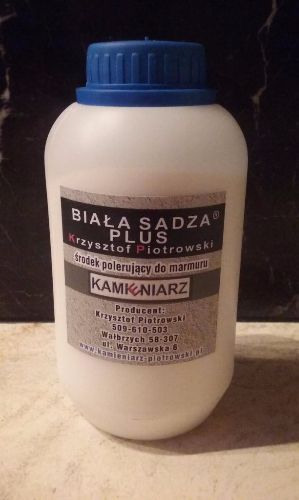 BIAŁA SADZA®
PLUS
Krzysztof Piotrowski
środek polerujący do marmuru
KAMIENIARZ
Producent:
Krzysztof Piotrowski
509-610-503
Wałbrzych 58-307
ul. Warszawska 6
www.kamieniarz-piotrowski.pl